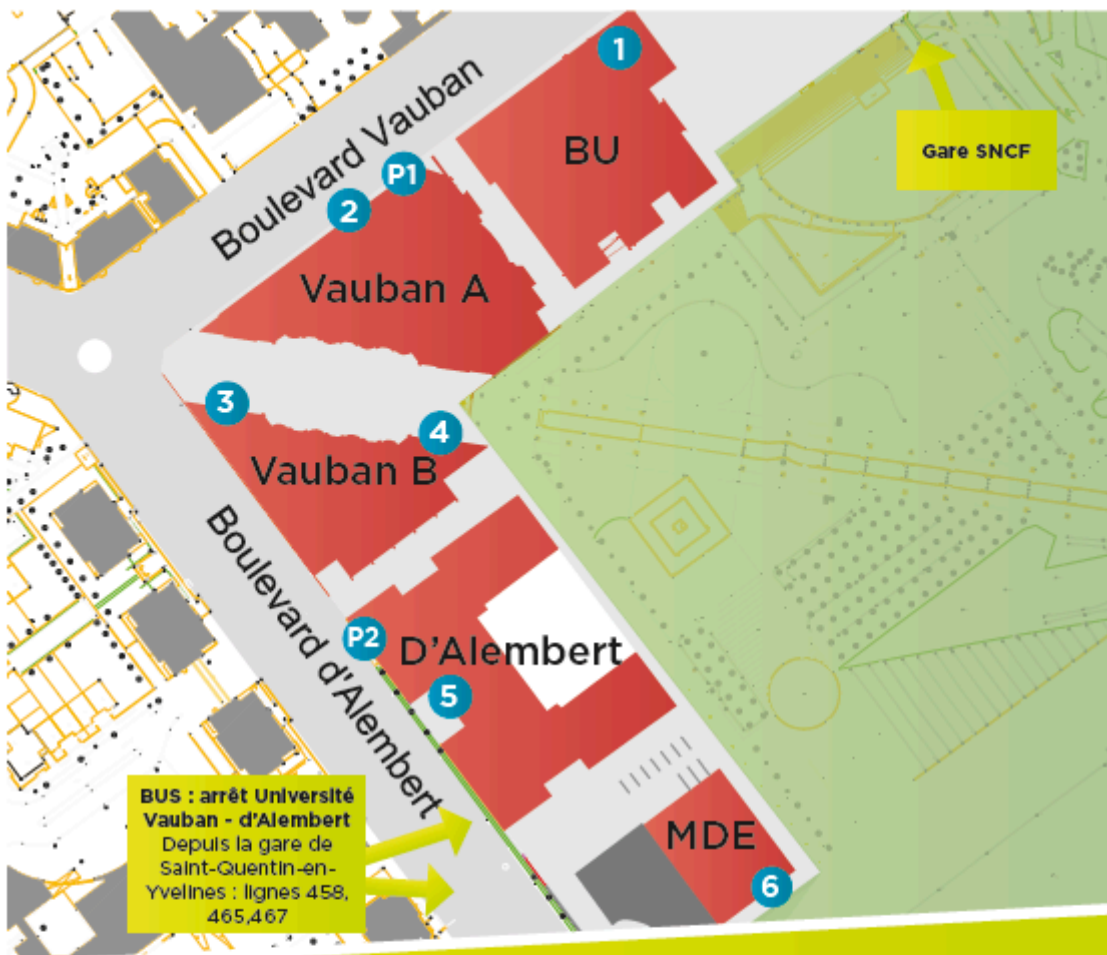 1
BU
Gare SNCF
Boulevard Vauban
P1
2
Vauban A
3
4
Vauban B
Boulevard d'Alembert
P2
D'Alembert
5
MDE
6
BUS : arrêt Université
Vauban - d'Alembert
Depuis la gare de
Saint-Quentin-en-
Yvelines : lignes 458,
465,467